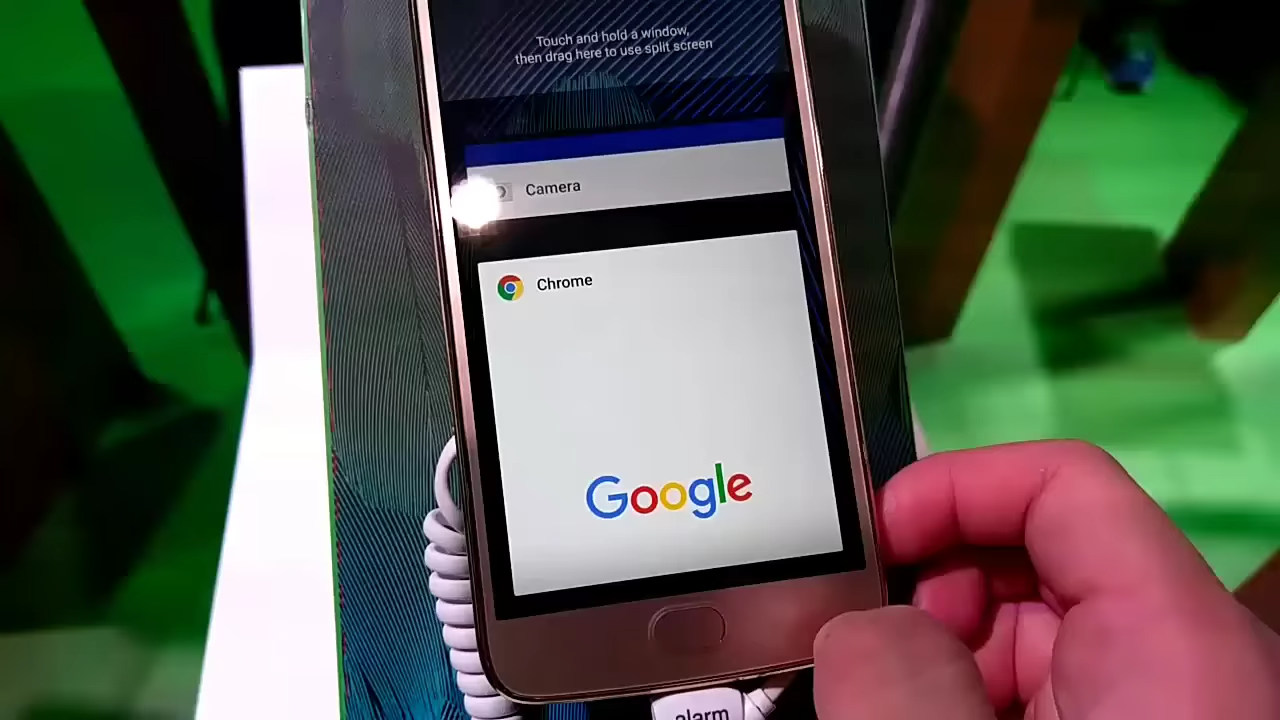 Touch and hold a window,
then drag here to use split screen
Camera
Chrome
Google
alarm